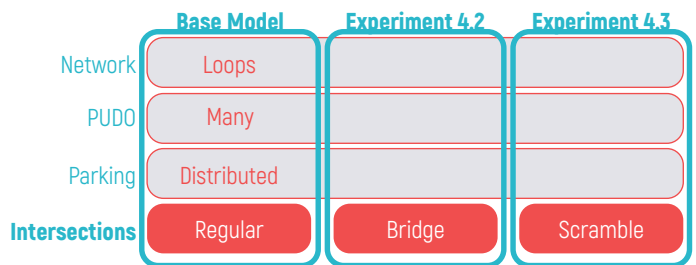 Base Model Experiment 4.2 Experiment 4.3
Network Loops
PUDO Many
Parking Distributed
Intersections Regular Bridge Scramble